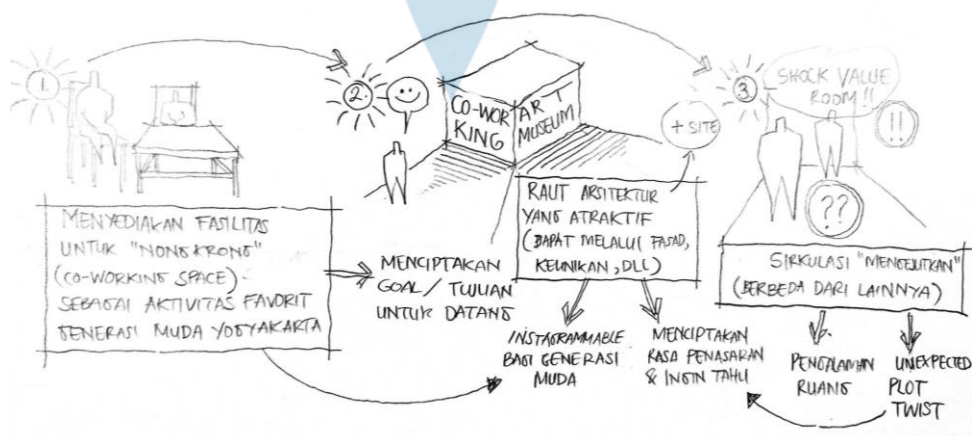 1.
MENYEDIAKAN FASILITAS
UNTUK "NONGKRONG"
(CO-WORKING SPACE)-
SEBAGAI AKTIVITAS FAVORIT
GENERASI MUDA YOGYAKARTA
2.
CO-WOR
KING
ART
MUSEUM
+ SITE
MENCIPTAKAN
GOAL/TUJUAN
UNTUK DATANG
RAUT ARSITEKTUR
YANG ATRAKTIF
(DAPAT MELALUI FASAD,
KEUNIKAN, DLL)
INSTAGRAMMABLE
BAGI GENERASI
MUDA
MENCIPTAKAN
RASA PENASARAN
& INGIN TAHU
3.
SHOCK VALUE
ROOM!!
!!
??
SIRKULASI "MENGEJUTKAN"
(BERBEDA DARI LAINNYA)
PENGALAMAN
RUANG
UNEXPECTED
PLOT
TWIST